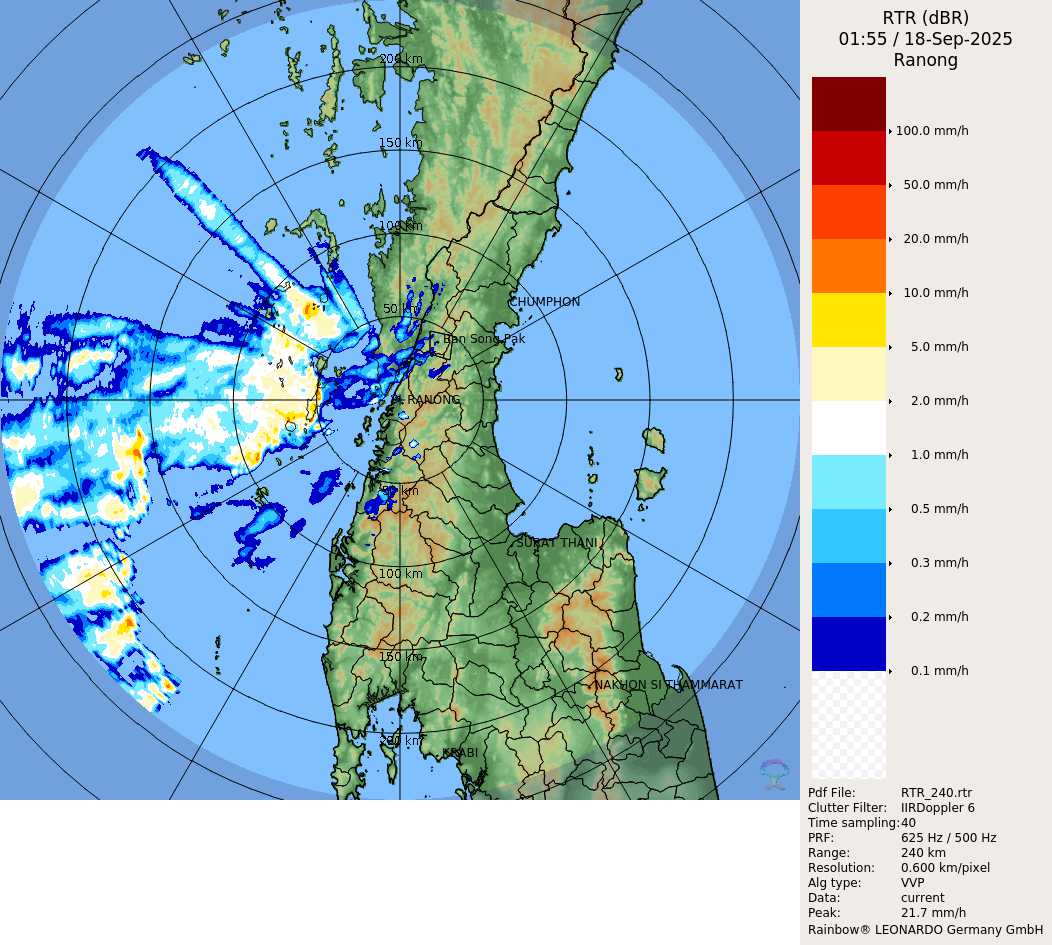 RTR (dBR)
01:55 / 18-Sep-2025
Ranong
100.0 mm/h
50.0 mm/h
20.0 mm/h
10.0 mm/h
5.0 mm/h
2.0 mm/h
1.0 mm/h
0.5 mm/h
0.3 mm/h
0.2 mm/h
0.1 mm/h
200 km
150 km
100 km
50 km
CHUMPHON
Ban Song Pak
RANONG
50 km
SURAT THANI
100 km
150 km
NAKHON SI THAMMARAT
200 km
KRABI
Pdf File: RTR_240.rtr
Clutter Filter: IIRDoppler 6
Time sampling: 40
PRF: 625 Hz / 500 Hz
Range: 240 km
Resolution: 0.600 km/pixel
Alg type: VVP
Data: current
Peak: 21.7 mm/h
Rainbow® LEONARDO Germany GmbH